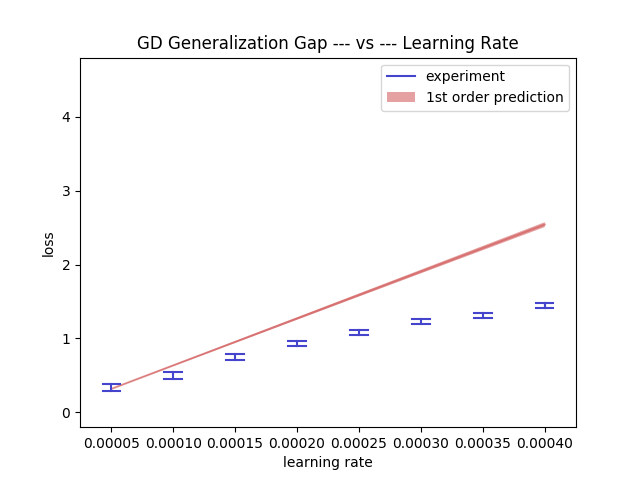 GD Generalization Gap --- vs --- Learning Rate
experiment
1st order prediction
4
3
2
1
0
loss
0.00005 0.00010 0.00015 0.00020 0.00025 0.00030 0.00035 0.00040
learning rate